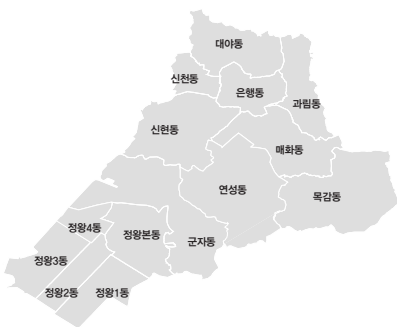 대야동
신천동
은행동
과림동
신현동
매화동
연성동
목감동
정왕4동
정왕본동
군자동
정왕3동
정왕2동
정왕1동